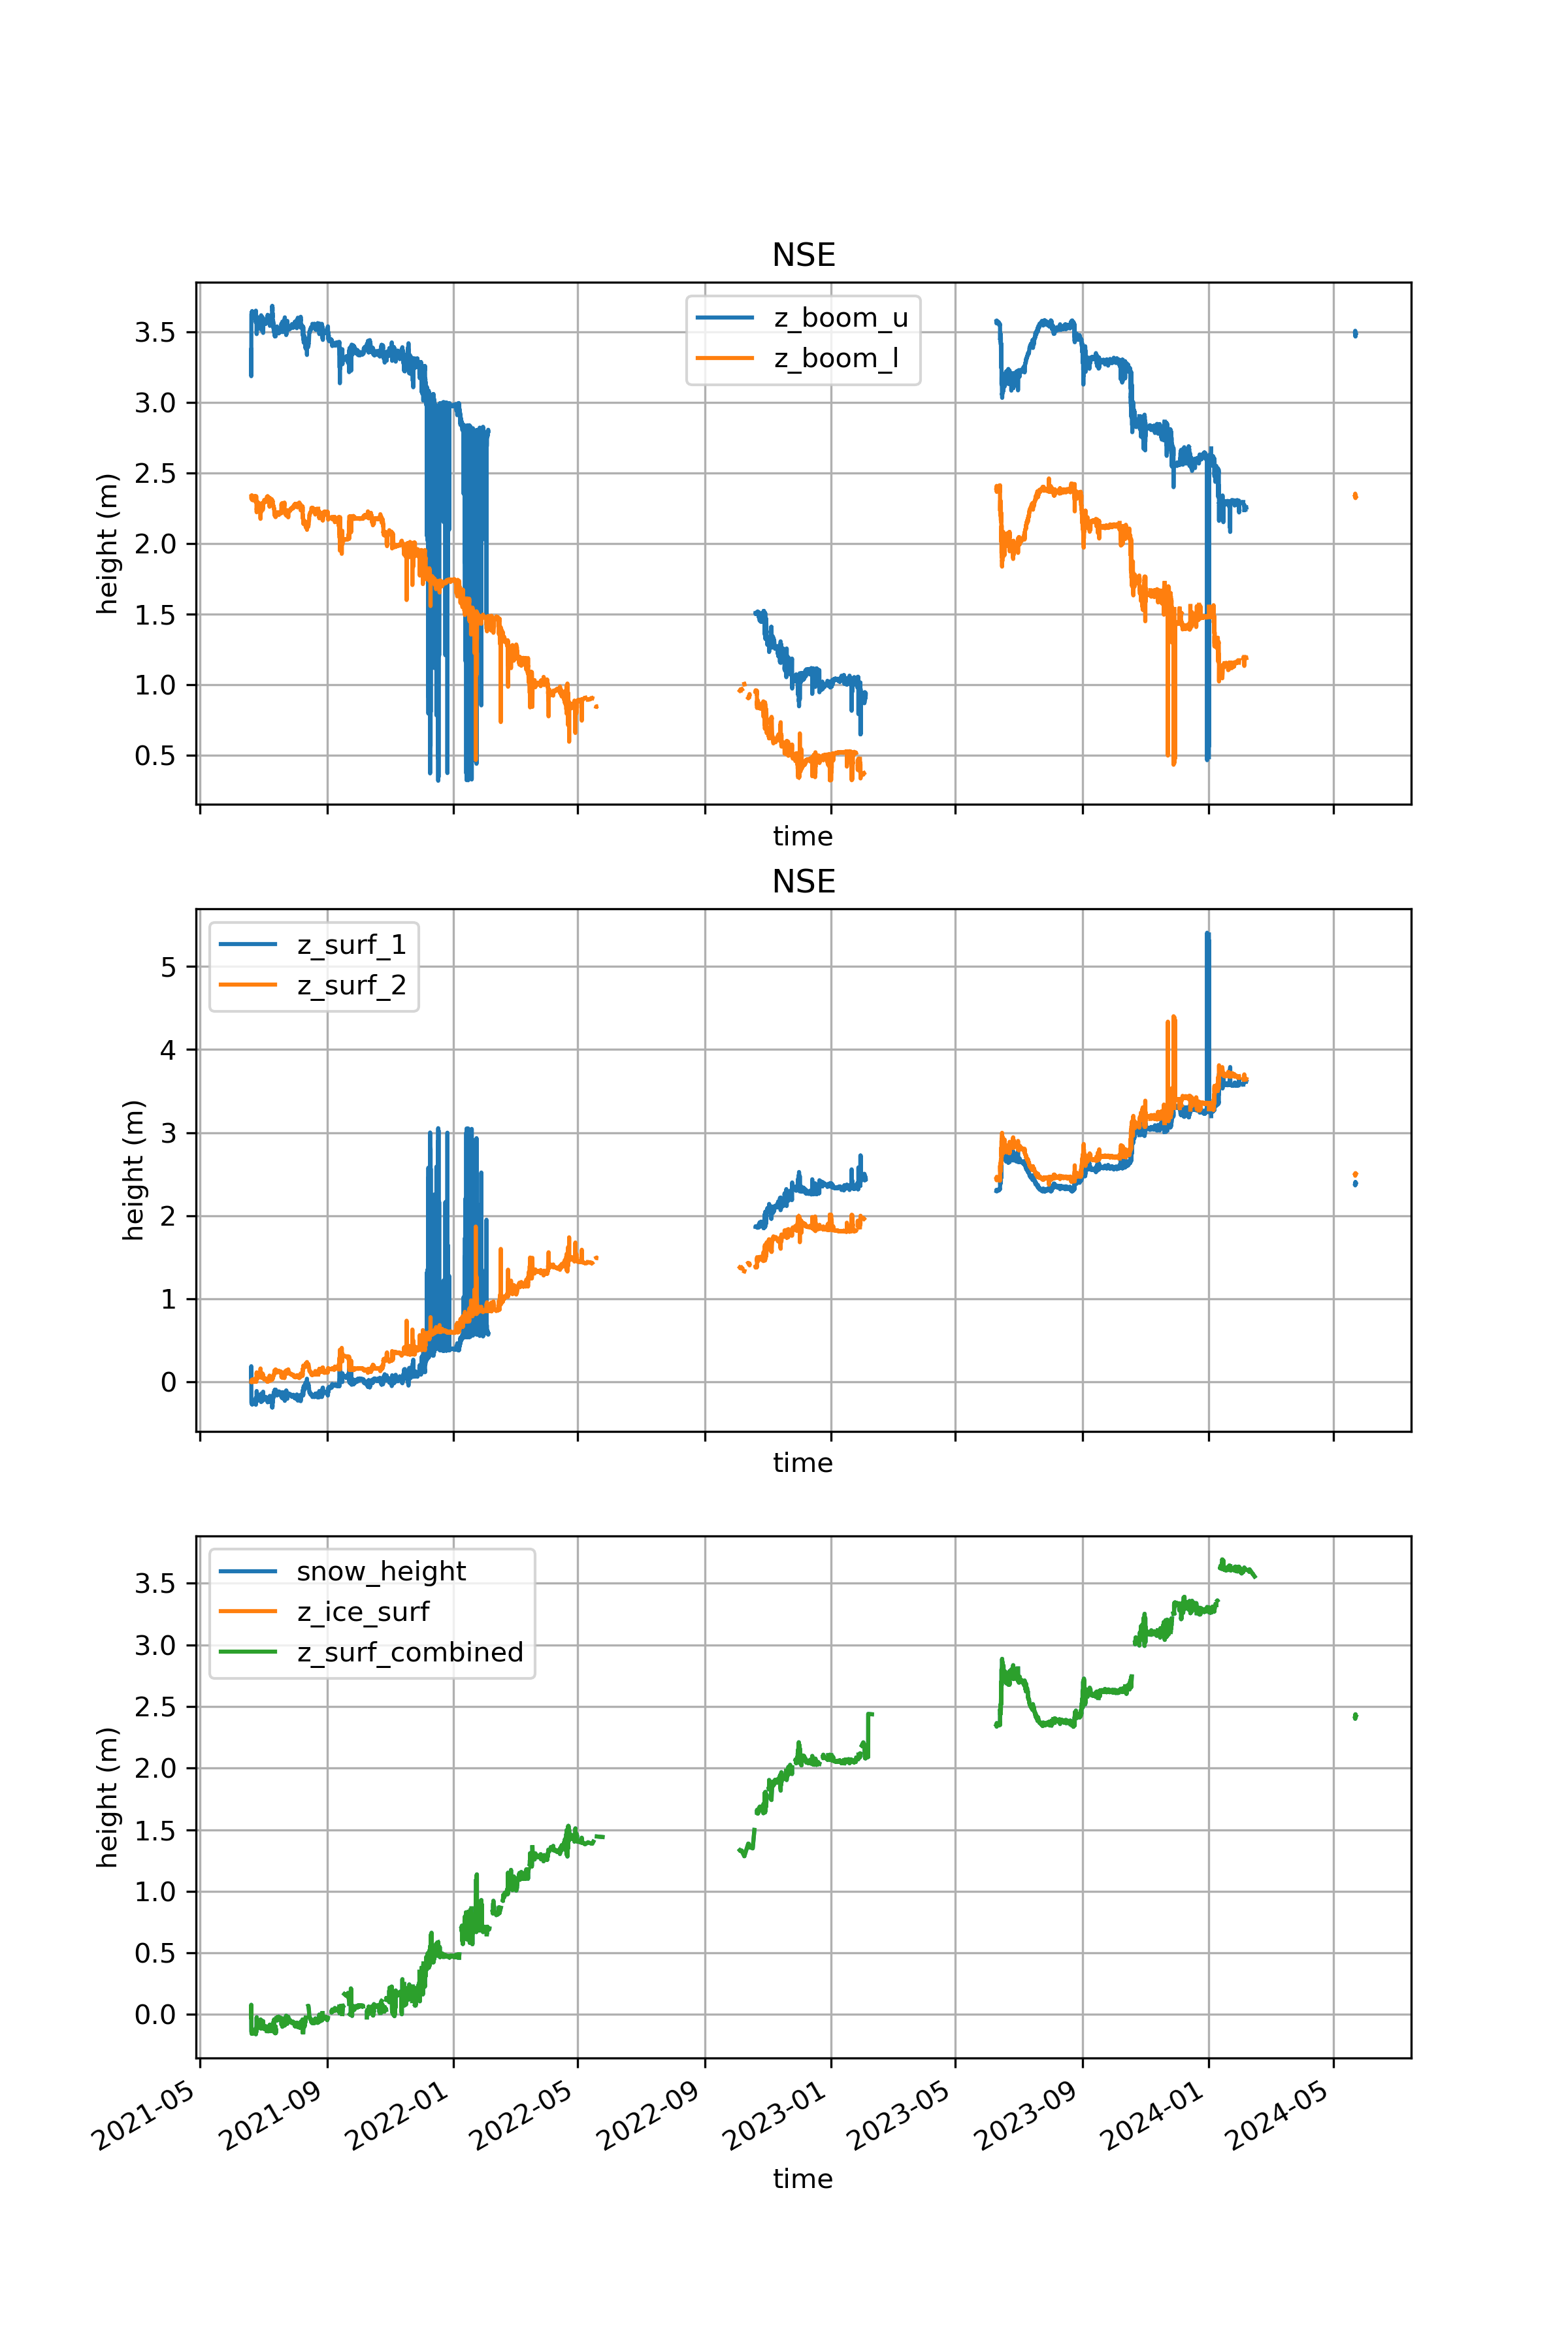 NSE
z_boom_u
z_boom_l
3.5
3.0
2.5
2.0
1.5
1.0
0.5
height (m)
time
NSE
z_surf_1
z_surf_2
5
4
3
2
1
0
height (m)
time
snow_height
z_ice_surf
z_surf_combined
3.5
3.0
2.5
2.0
1.5
1.0
0.5
0.0
height (m)
2021-05
2021-09
2022-01
2022-05
2022-09
2023-01
2023-05
2023-09
2024-01
2024-05
time